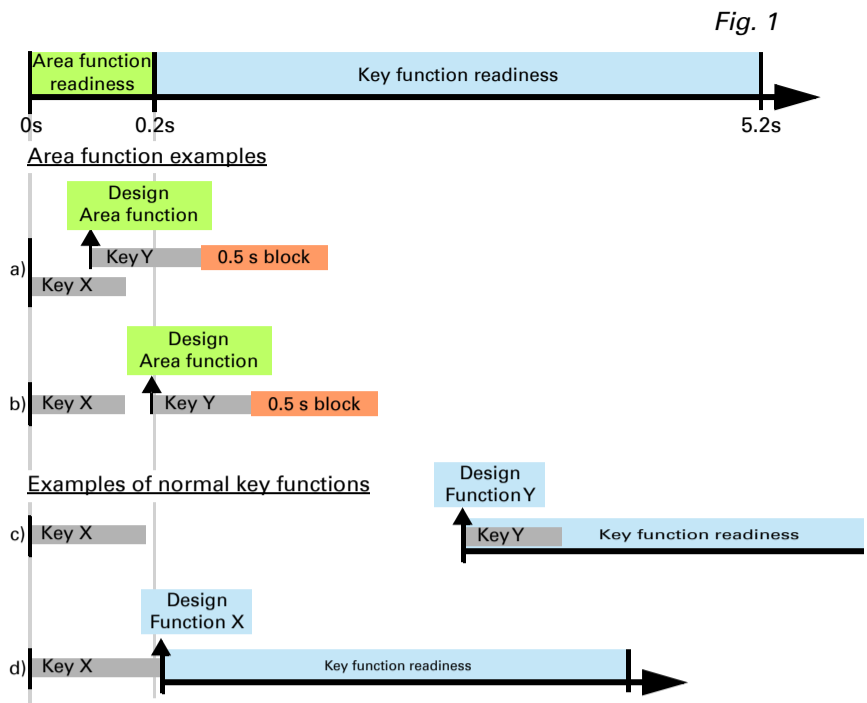 Fig. 1
Area function
readiness
Key function readiness
0s
0.2s
5.2s
Area function examples
Design
Area function
Key Y
0.5 s block
a)
Key X
Design
Area function
b)
Key X
Key Y
0.5 s block
Examples of normal key functions
Design
Function Y
c)
Key X
Key Y
Key function readiness
Design
Function X
d)
Key X
Key function readiness